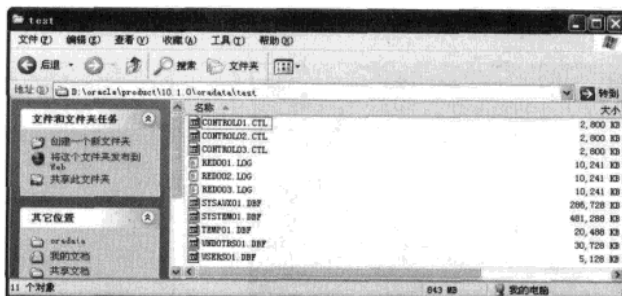 test
文件(F) 编辑(E) 查看(V) 收藏(A) 工具(T) 帮助(H)
后退 搜索 文件夹
地址(D) D:\oracle\product\10.1.0\oradata\test 转到
文件和文件夹任务
创建一个新文件夹
将这个文件夹发布到
Web
共享此文件夹
其它位置
oradata
我的文档
共享文档
名称 大小
CONTROL01.CTL 2,800 KB
CONTROL02.CTL 2,800 KB
CONTROL03.CTL 2,800 KB
REDO01.LOG 10,241 KB
REDO02.LOG 10,241 KB
REDO03.LOG 10,241 KB
SYSAUX01.DBF 286,728 KB
SYSTEM01.DBF 481,288 KB
TEMP01.DBF 20,488 KB
UNDOTBS01.DBF 30,728 KB
USERS01.DBF 5,128 KB
11 个对象 843 MB 我的电脑